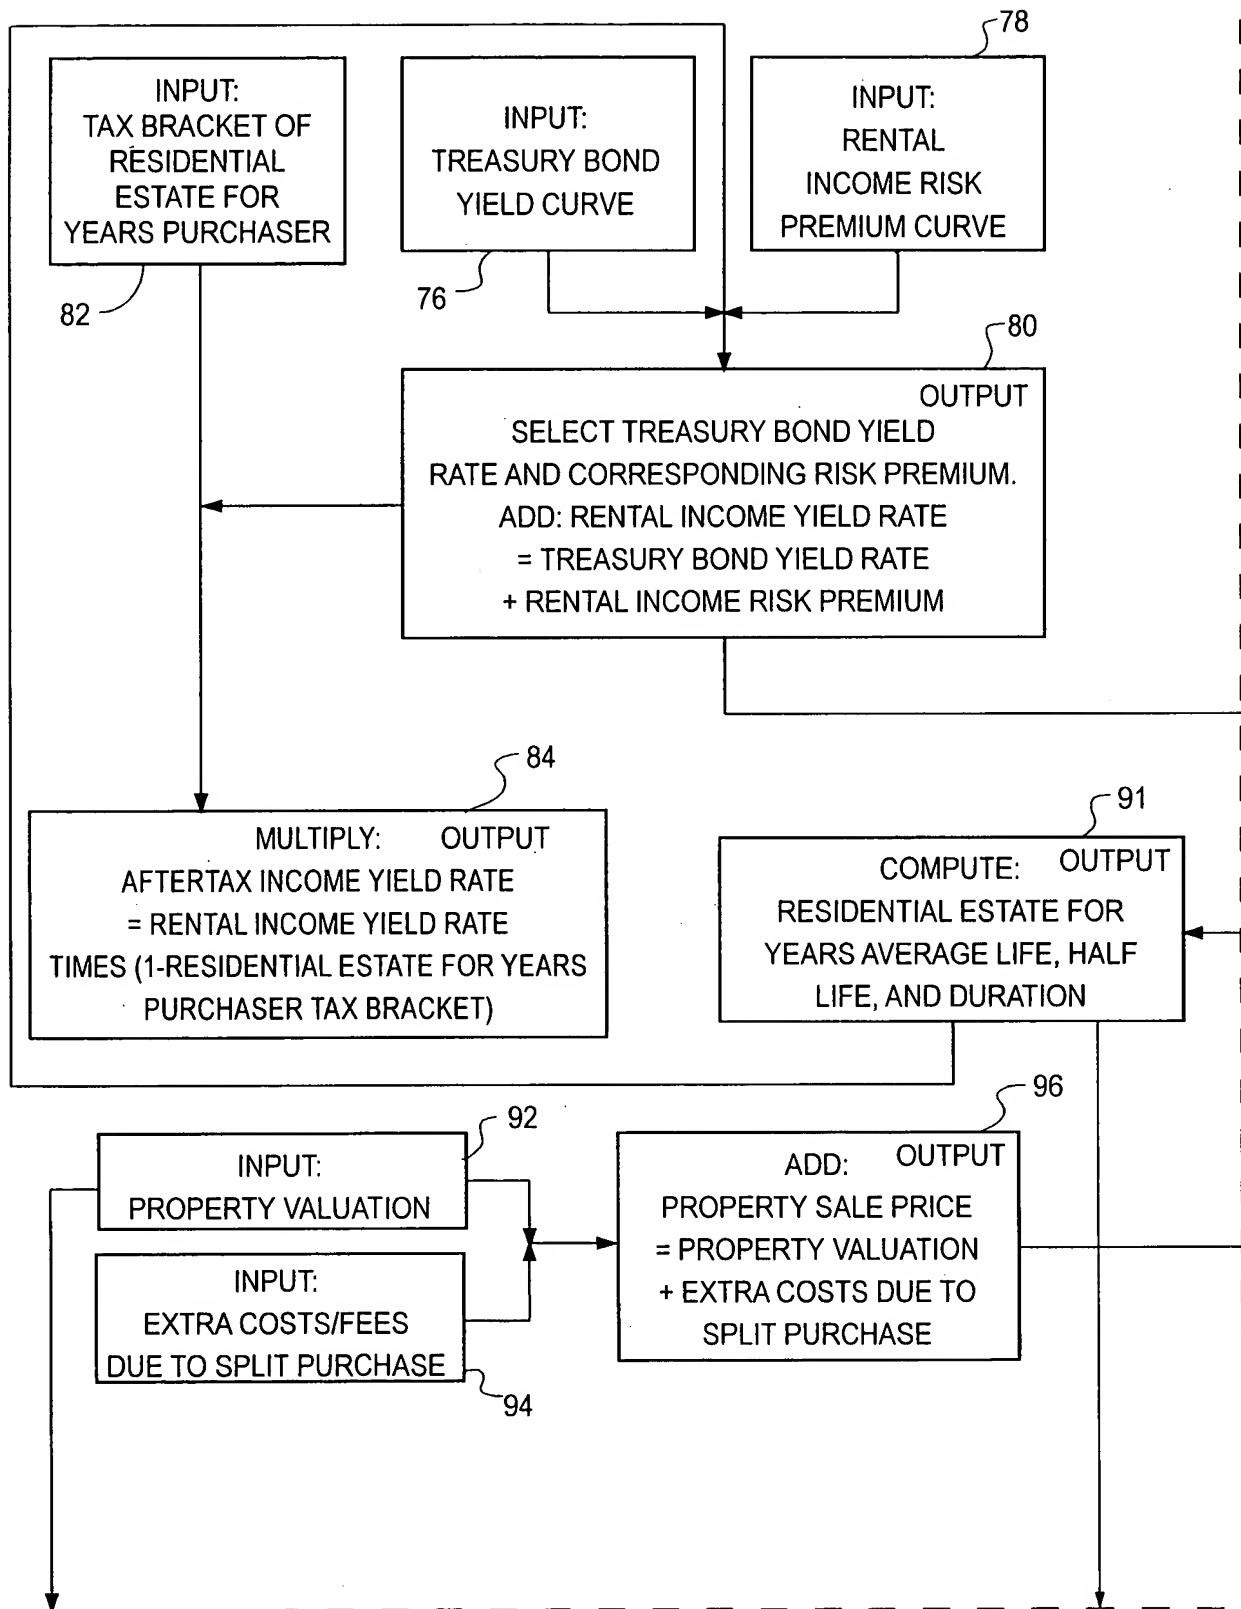 78
INPUT:
TAX BRACKET OF
RESIDENTIAL
ESTATE FOR
YEARS PURCHASER
82
INPUT:
TREASURY BOND
YIELD CURVE
76
INPUT:
RENTAL
INCOME RISK
PREMIUM CURVE
80
OUTPUT
SELECT TREASURY BOND YIELD
RATE AND CORRESPONDING RISK PREMIUM.
ADD: RENTAL INCOME YIELD RATE
= TREASURY BOND YIELD RATE
+ RENTAL INCOME RISK PREMIUM
84
MULTIPLY: OUTPUT
AFTERTAX INCOME YIELD RATE
= RENTAL INCOME YIELD RATE
TIMES (1-RESIDENTIAL ESTATE FOR YEARS
PURCHASER TAX BRACKET)
91
COMPUTE: OUTPUT
RESIDENTIAL ESTATE FOR
YEARS AVERAGE LIFE, HALF
LIFE, AND DURATION
92
INPUT:
PROPERTY VALUATION
INPUT:
EXTRA COSTS/FEES
DUE TO SPLIT PURCHASE
94
96
ADD: OUTPUT
PROPERTY SALE PRICE
= PROPERTY VALUATION
+ EXTRA COSTS DUE TO
SPLIT PURCHASE